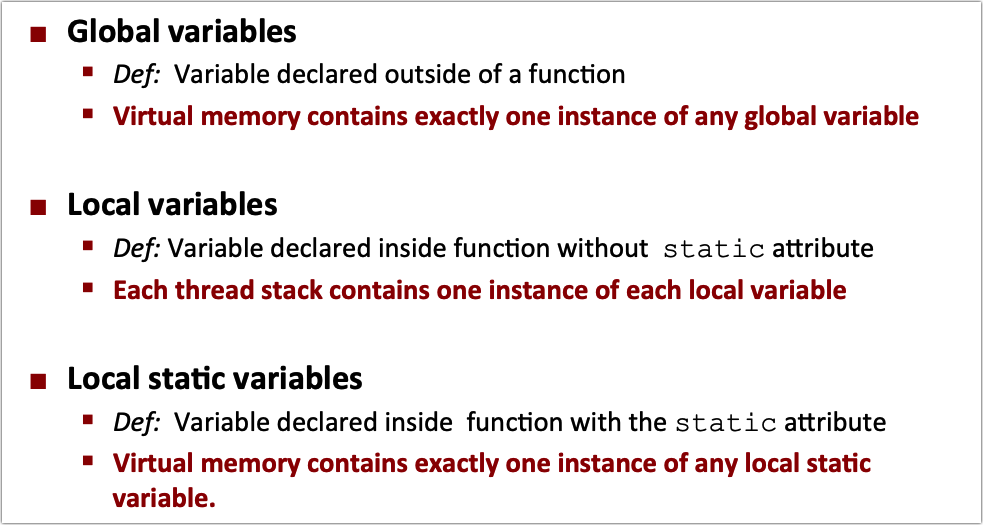 Global variables
Def: Variable declared outside of a function
Virtual memory contains exactly one instance of any global variable
Local variables
Def: Variable declared inside function without static attribute
Each thread stack contains one instance of each local variable
Local static variables
Def: Variable declared inside function with the static attribute
Virtual memory contains exactly one instance of any local static
variable.